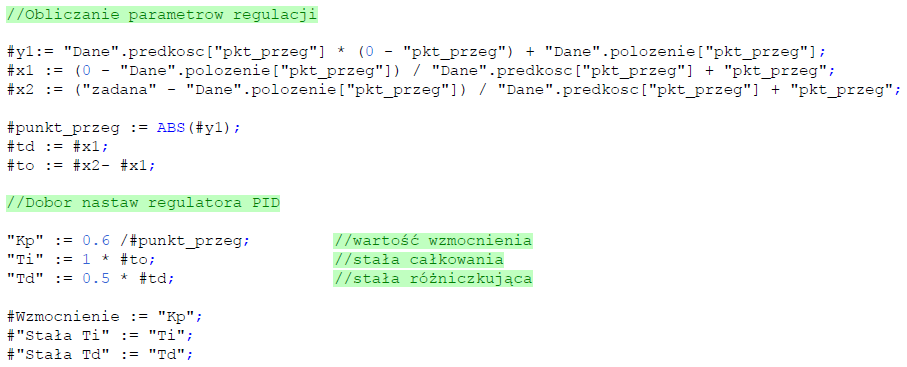 //Obliczanie parametrow regulacji
#y1:= "Dane".predkosc["pkt_przeg"] * (0 - "pkt_przeg") + "Dane".polozenie["pkt_przeg"];
#x1 := (0 - "Dane".polozenie["pkt_przeg"]) / "Dane".predkosc["pkt_przeg"] + "pkt_przeg";
#x2 := ("zadana" - "Dane".polozenie["pkt_przeg"]) / "Dane".predkosc["pkt_przeg"] + "pkt_przeg";
#punkt_przeg := ABS(#y1);
#td := #x1;
#to := #x2- #x1;
//Dobor nastaw regulatora PID
"Kp" := 0.6 /#punkt_przeg; //wartość wzmocnienia
"Ti" := 1 * #to; //stała całkowania
"Td" := 0.5 * #td; //stała różniczkująca
#Wzmocnienie := "Kp";
#"Stała Ti" := "Ti";
#"Stała Td" := "Td";